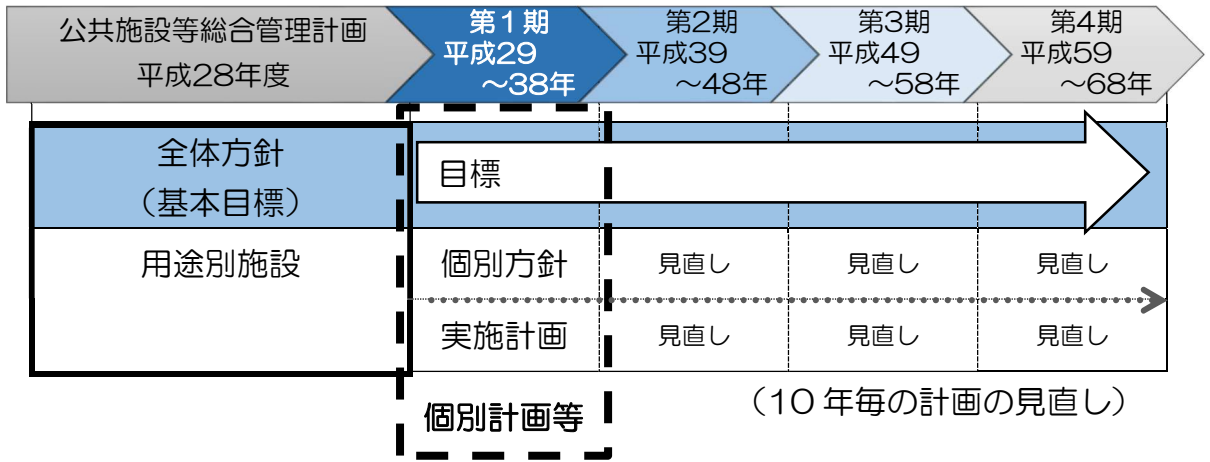 公共施設等総合管理計画
平成28年度
第1期
平成29
～38年
第2期
平成39
～48年
第3期
平成49
～58年
第4期
平成59
～68年
全体方針
（基本目標）
目標
用途別施設
個別方針
見直し
見直し
見直し
実施計画
見直し
見直し
見直し
個別計画等
（10年毎の計画の見直し）